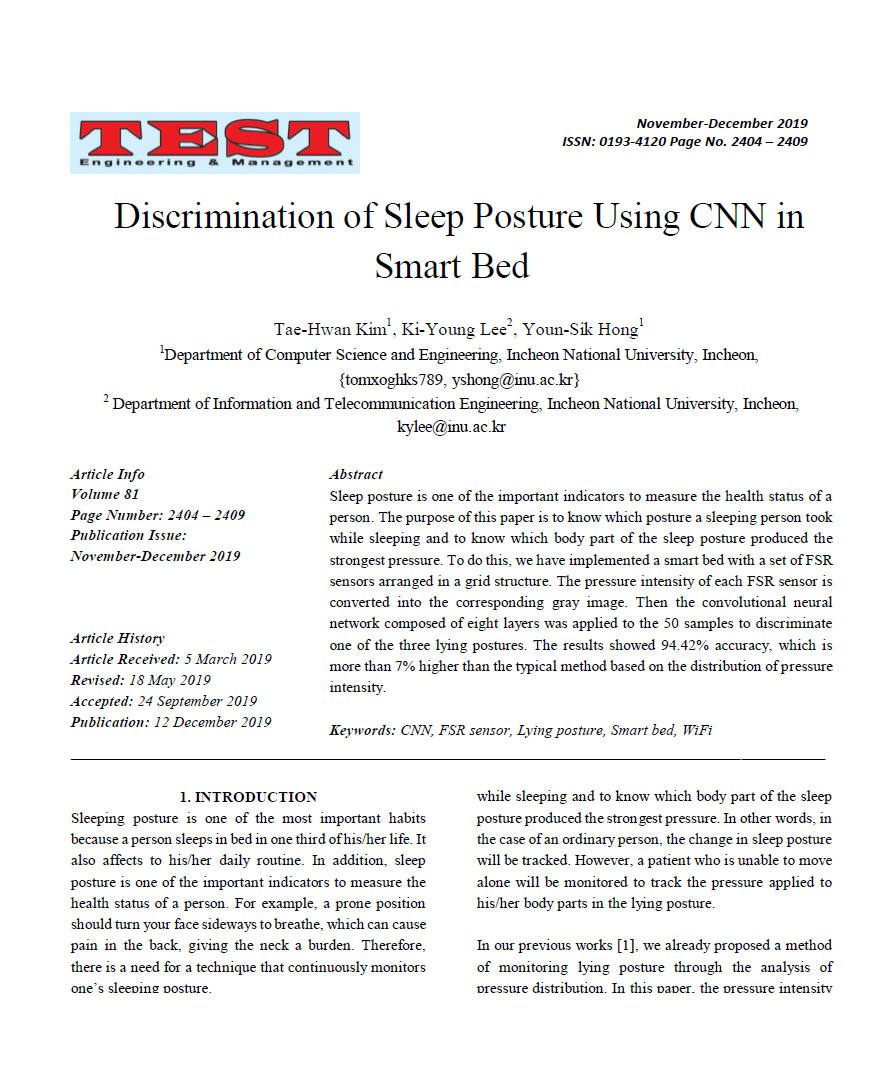 TEST
Engineering & Management
November-December 2019
ISSN: 0193-4120 Page No. 2404 – 2409
Discrimination of Sleep Posture Using CNN in
Smart Bed
Tae-Hwan Kim1, Ki-Young Lee2, Youn-Sik Hong1
1Department of Computer Science and Engineering, Incheon National University, Incheon,
{tomxoghks789, yshong@inu.ac.kr}
2 Department of Information and Telecommunication Engineering, Incheon National University, Incheon,
kylee@inu.ac.kr
Article Info
Volume 81
Page Number: 2404 – 2409
Publication Issue:
November-December 2019
Article History
Article Received: 5 March 2019
Revised: 18 May 2019
Accepted: 24 September 2019
Publication: 12 December 2019
Abstract
Sleep posture is one of the important indicators to measure the health status of a
person. The purpose of this paper is to know which posture a sleeping person took
while sleeping and to know which body part of the sleep posture produced the
strongest pressure. To do this, we have implemented a smart bed with a set of FSR
sensors arranged in a grid structure. The pressure intensity of each FSR sensor is
converted into the corresponding gray image. Then the convolutional neural
network composed of eight layers was applied to the 50 samples to discriminate
one of the three lying postures. The results showed 94.42% accuracy, which is
more than 7% higher than the typical method based on the distribution of pressure
intensity.
Keywords: CNN, FSR sensor, Lying posture, Smart bed, WiFi
1. INTRODUCTION
Sleeping posture is one of the most important habits
because a person sleeps in bed in one third of his/her life. It
also affects to his/her daily routine. In addition, sleep
posture is one of the important indicators to measure the
health status of a person. For example, a prone position
should turn your face sideways to breathe, which can cause
pain in the back, giving the neck a burden. Therefore,
there is a need for a technique that continuously monitors
one's sleeping posture.
while sleeping and to know which body part of the sleep
posture produced the strongest pressure. In other words, in
the case of an ordinary person, the change in sleep posture
will be tracked. However, a patient who is unable to move
alone will be monitored to track the pressure applied to
his/her body parts in the lying posture.
In our previous works [1], we already proposed a method
of monitoring lying posture through the analysis of
pressure distribution. In this paper, the pressure intensity